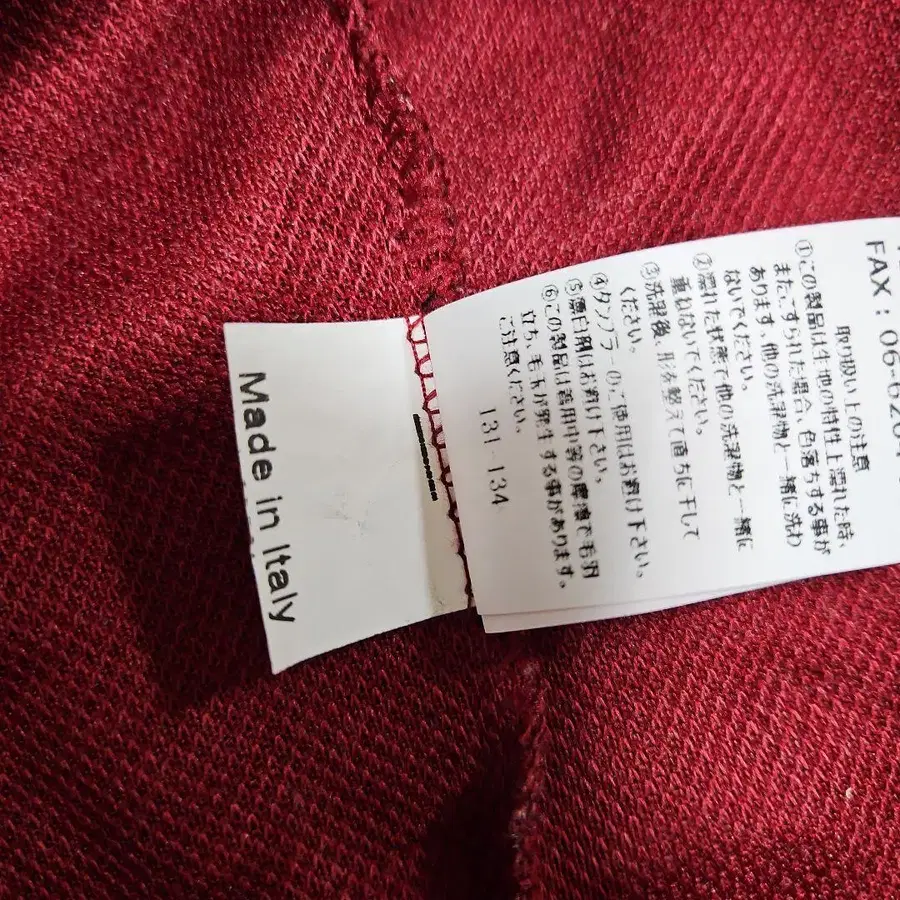 Made in Italy
FAX : 06-620
取り扱い上の注意
①この製品は生地の特性上濡れた時、
また、こすられた場合、色落ちする事が
あります、他の洗濯物と一緒に洗わ
ないでください。
②濡れた状態で他の洗濯物と一緒に
重ねないでください。
③洗濯後、形を整えて直ちに干して
ください。
④タンブラーのご使用はお避け下さい。
⑤漂白剤はお避け下さい。
⑥この製品は着用中等の摩擦で毛羽
立ち、毛玉が発生する事があります。
ご注意ください。
131-134